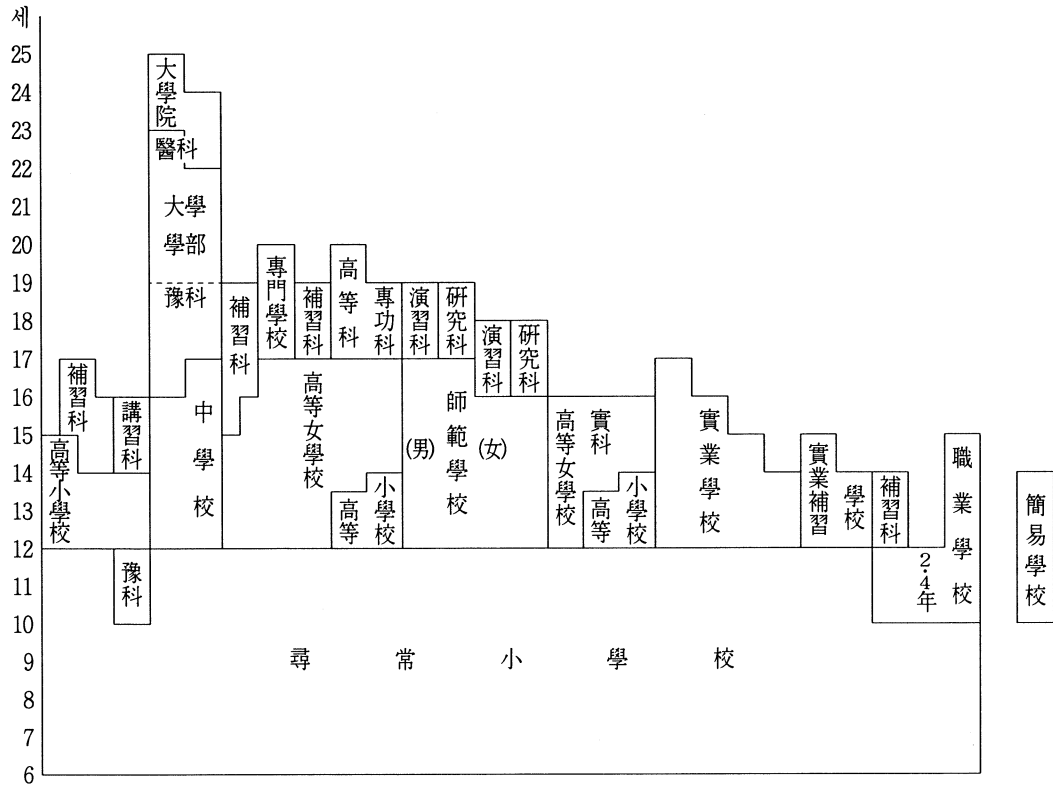 세
25
24
23
22
21
20
19
18
17
16
15
14
13
12
11
10
9
8
7
6
大學院
醫科
大學
學部
豫科
中學校
補習科
高等小學校
講習科
豫科
補習科
專門學校
補習科
高等女學校
高等科
專功科
高等
小學校
演習科
研究科
師範學校
(男)
(女)
演習科
研究科
高等女學校
實科
高等
小學校
實業學校
實業補習
學校
補習科
2·4年
職業學校
簡易學校
尋常小學校